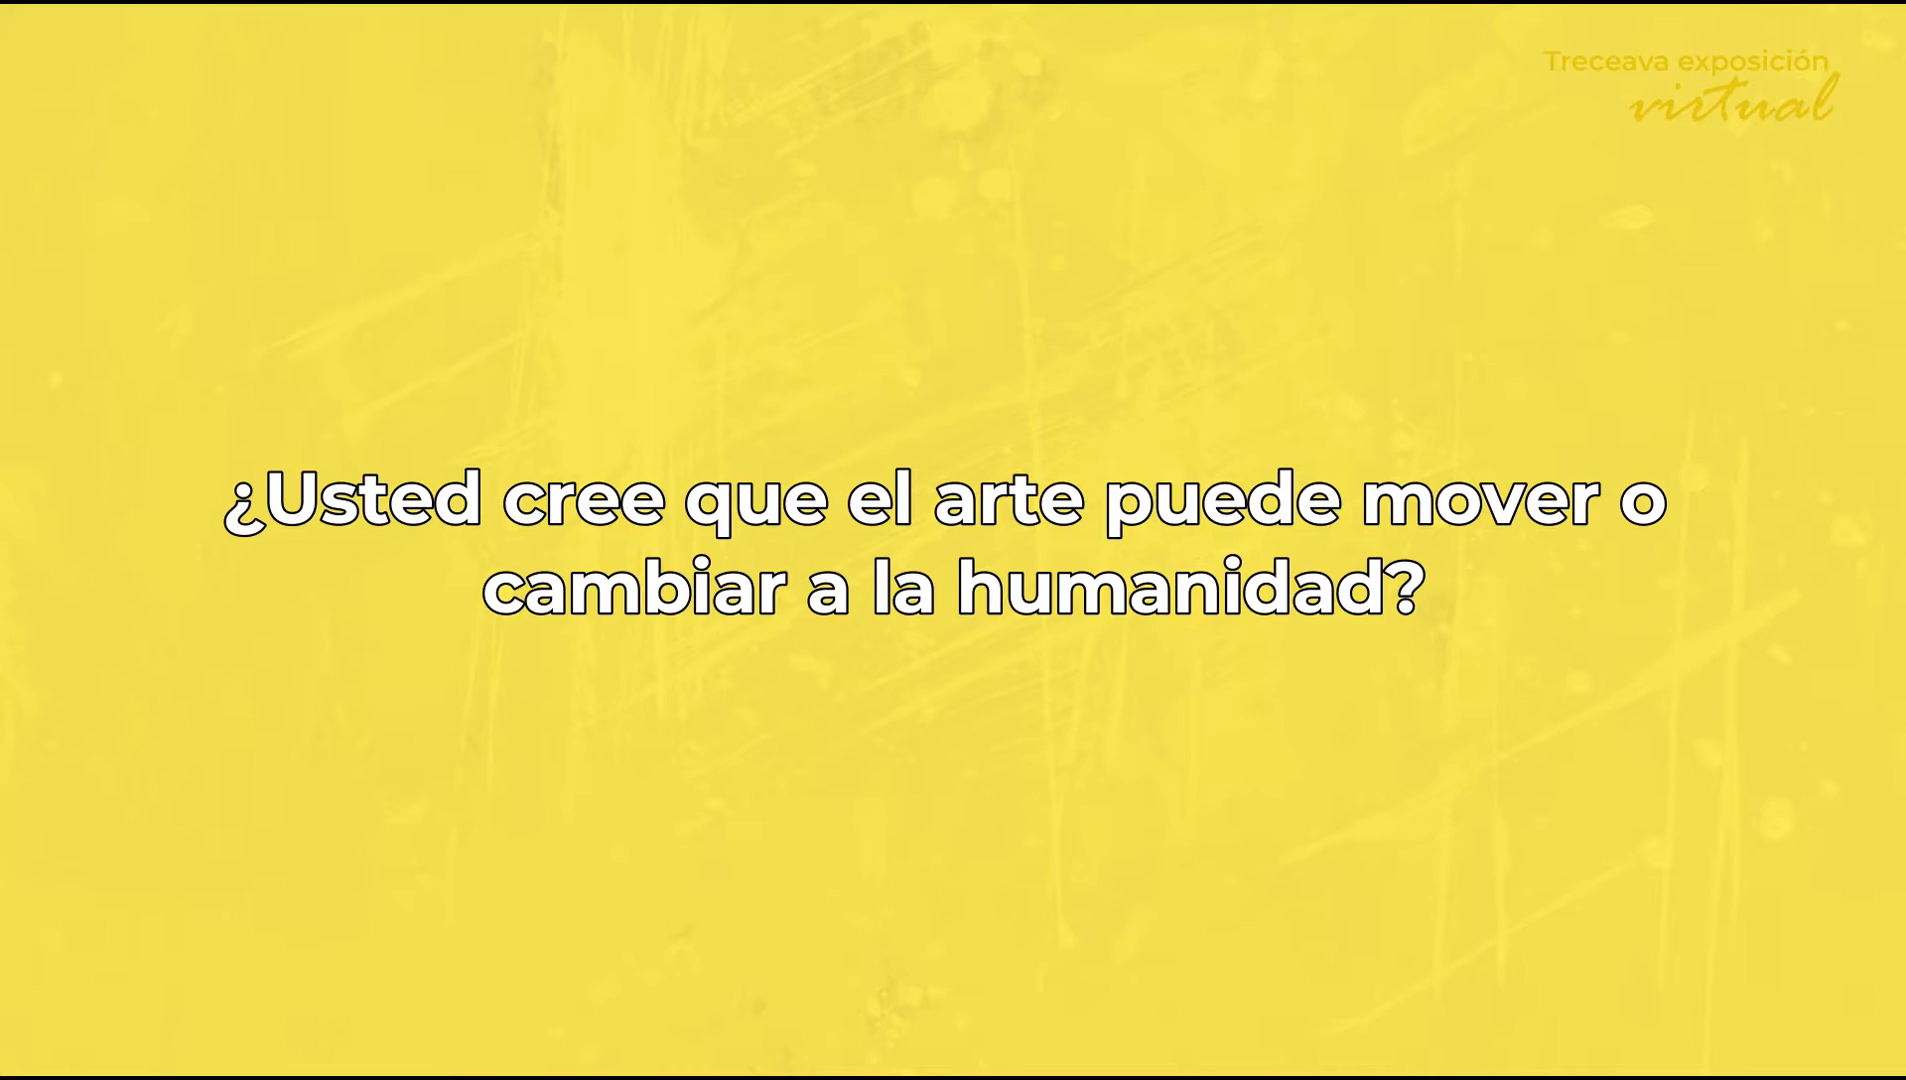 Treceava exposición
virtual
¿Usted cree que el arte puede mover o
cambiar a la humanidad?